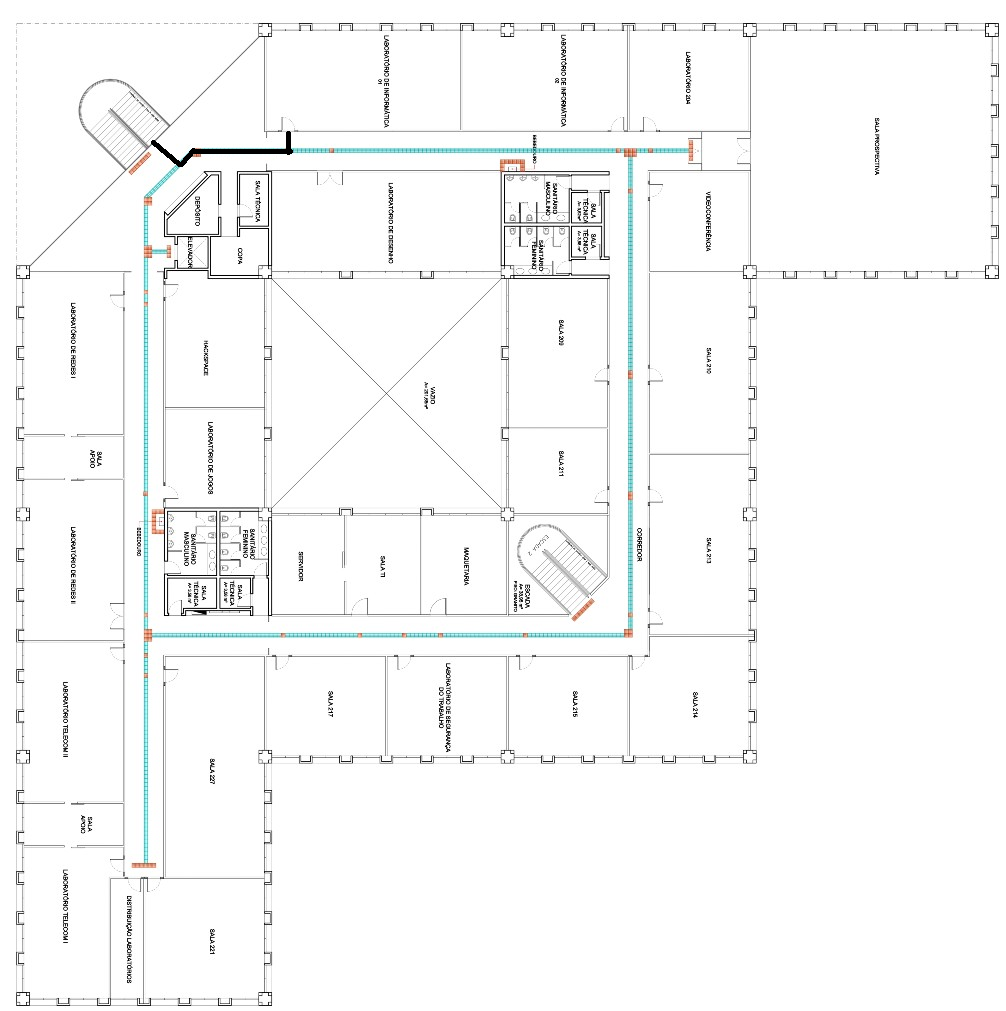 LABORATÓRIO DE INFORMÁTICA
01
LABORATÓRIO DE INFORMÁTICA
02
LABORATÓRIO 204
SALA PROSPECTIVA
BEBEDOURO
SALA TÉCNICA
DEPÓSITO
ELEVADOR
COPA
LABORATÓRIO DE DESENHO
SANITÁRIO
MASCULINO
SALA
TÉCNICA
SANITÁRIO
FEMININO
SALA
TÉCNICA
VIDEOCONFERÊNCIA
LABORATÓRIO DE REDES I
HACKSPACE
VAZIO
SALA 209
SALA 210
SALA
APOIO
LABORATÓRIO DE JOGOS
SALA 211
LABORATÓRIO DE REDES II
BEBEDOURO
SANITÁRIO
MASCULINO
SANITÁRIO
FEMININO
SALA
TÉCNICA
SALA
TÉCNICA
SERVIDOR
SALA TI
MAQUETARIA
ESCADA 2
ESCADA
CORREDOR
SALA 213
LABORATÓRIO TELECOM II
SALA 227
SALA 217
LABORATÓRIO DE SEGURANÇA
DO TRABALHO
SALA 215
SALA 214
SALA
APOIO
LABORATÓRIO TELECOM I
DISTRIBUIÇÃO LABORATÓRIOS
SALA 221